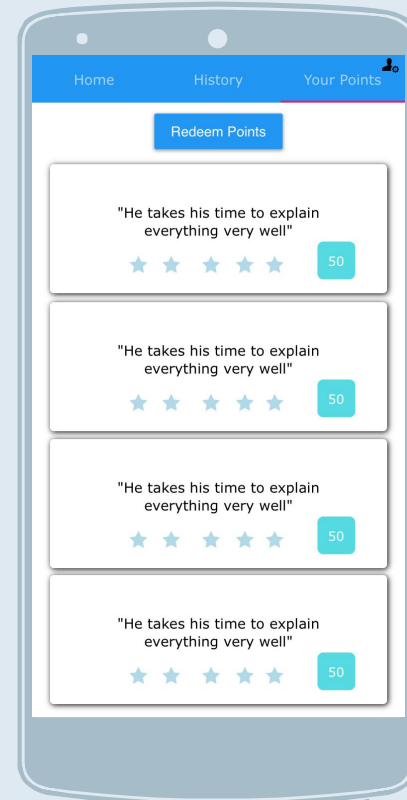 Home History Your Points
Redeem Points
"He takes his time to explain
everything very well"
50
"He takes his time to explain
everything very well"
50
"He takes his time to explain
everything very well"
50
"He takes his time to explain
everything very well"
50